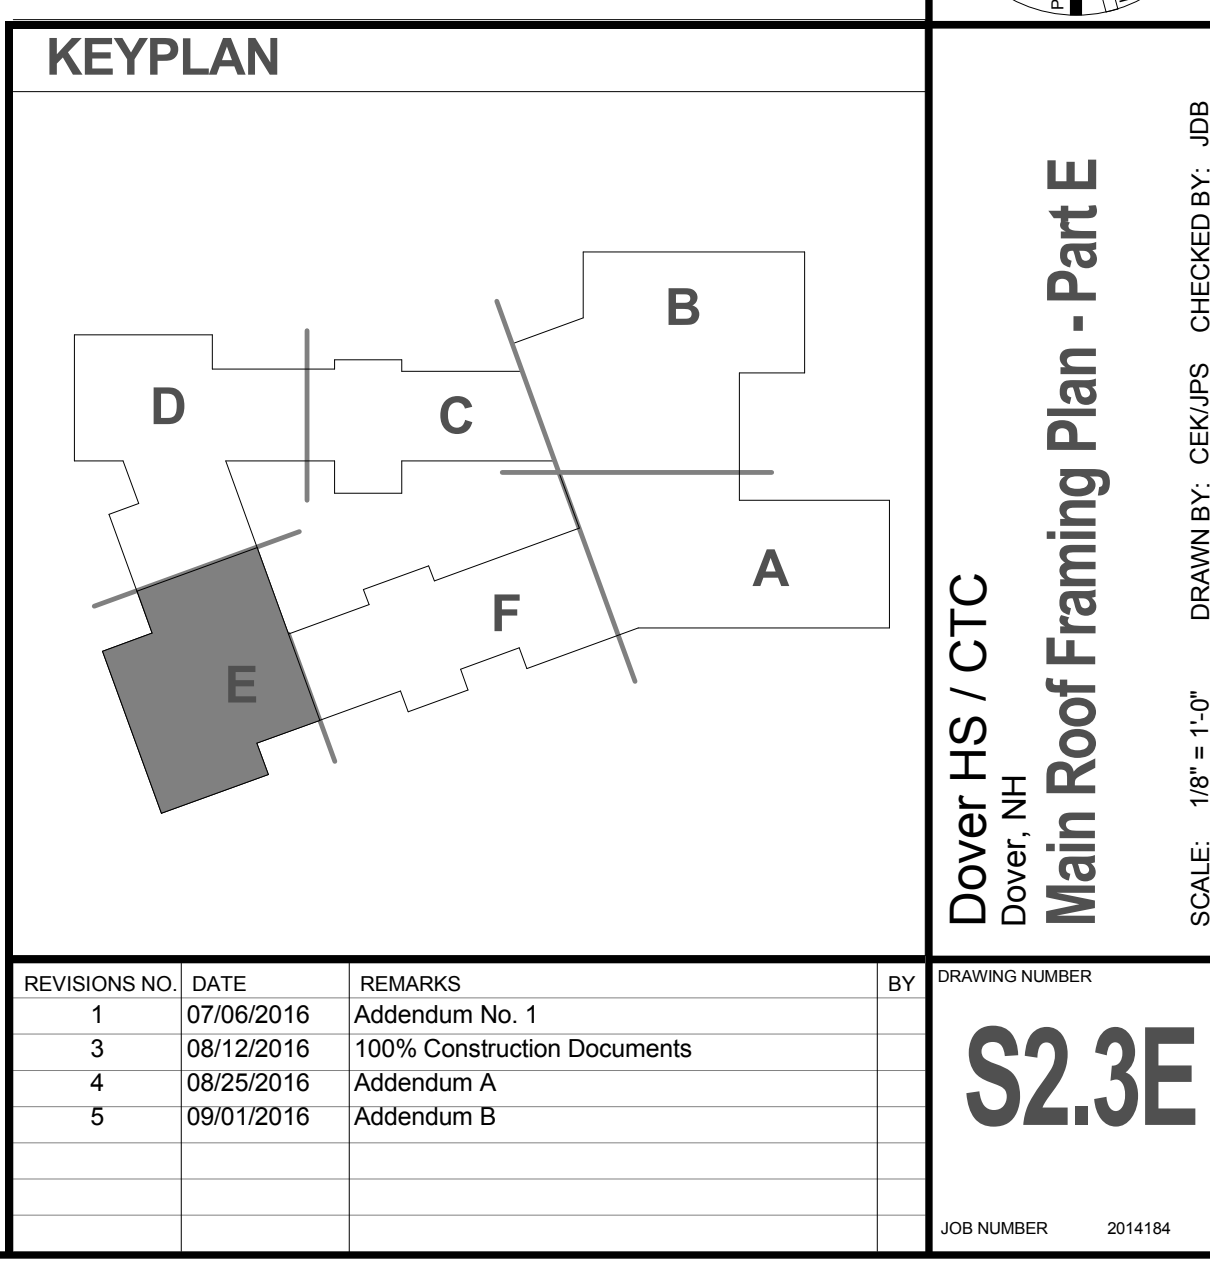 KEYPLAN
B
D
C
A
F
E
Dover HS / CTC
Dover, NH
Main Roof Framing Plan - Part E
SCALE: 1/8" = 1'-0" DRAWN BY: CEK/JPS CHECKED BY: JDB
REVISIONS NO. DATE REMARKS BY
1 07/06/2016 Addendum No. 1
3 08/12/2016 100% Construction Documents
4 08/25/2016 Addendum A
5 09/01/2016 Addendum B
DRAWING NUMBER
S2.3E
JOB NUMBER 2014184